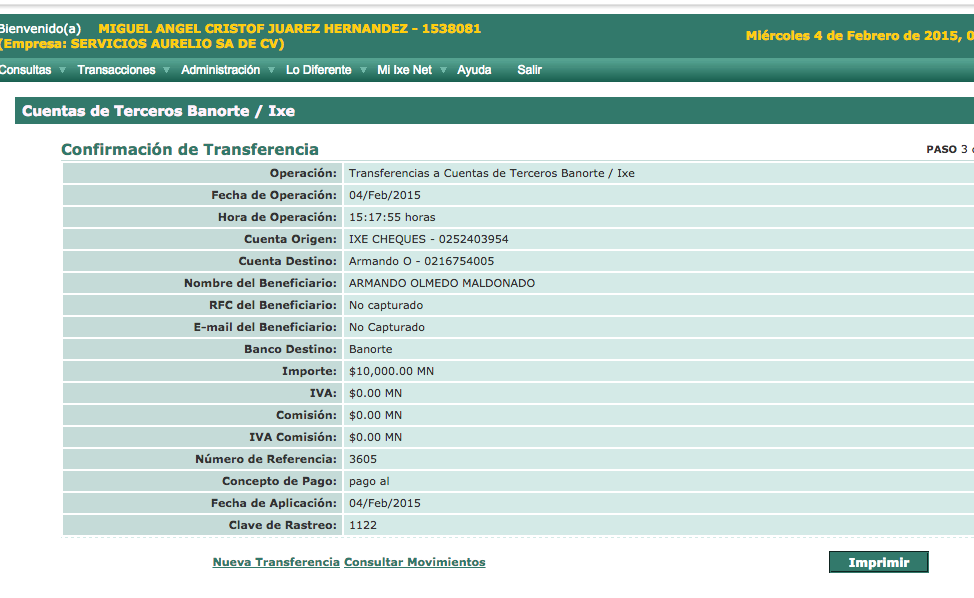 Bienvenido(a) MIGUEL ANGEL CRISTOF JUAREZ HERNANDEZ - 1538081
(Empresa: SERVICIOS AURELIO SA DE CV)
Miércoles 4 de Febrero de 2015, 0
Consultas Transacciones Administración Lo Diferente Mi Ixe Net Ayuda Salir
Cuentas de Terceros Banorte / Ixe
Confirmación de Transferencia
PASO 3
Operación: Transferencias a Cuentas de Terceros Banorte / Ixe
Fecha de Operación: 04/Feb/2015
Hora de Operación: 15:17:55 horas
Cuenta Origen: IXE CHEQUES - 0252403954
Cuenta Destino: Armando O - 0216754005
Nombre del Beneficiario: ARMANDO OLMEDO MALDONADO
RFC del Beneficiario: No capturado
E-mail del Beneficiario: No Capturado
Banco Destino: Banorte
Importe: $10,000.00 MN
IVA: $0.00 MN
Comisión: $0.00 MN
IVA Comisión: $0.00 MN
Número de Referencia: 3605
Concepto de Pago: pago al
Fecha de Aplicación: 04/Feb/2015
Clave de Rastreo: 1122
Nueva Transferencia Consultar Movimientos
Imprimir